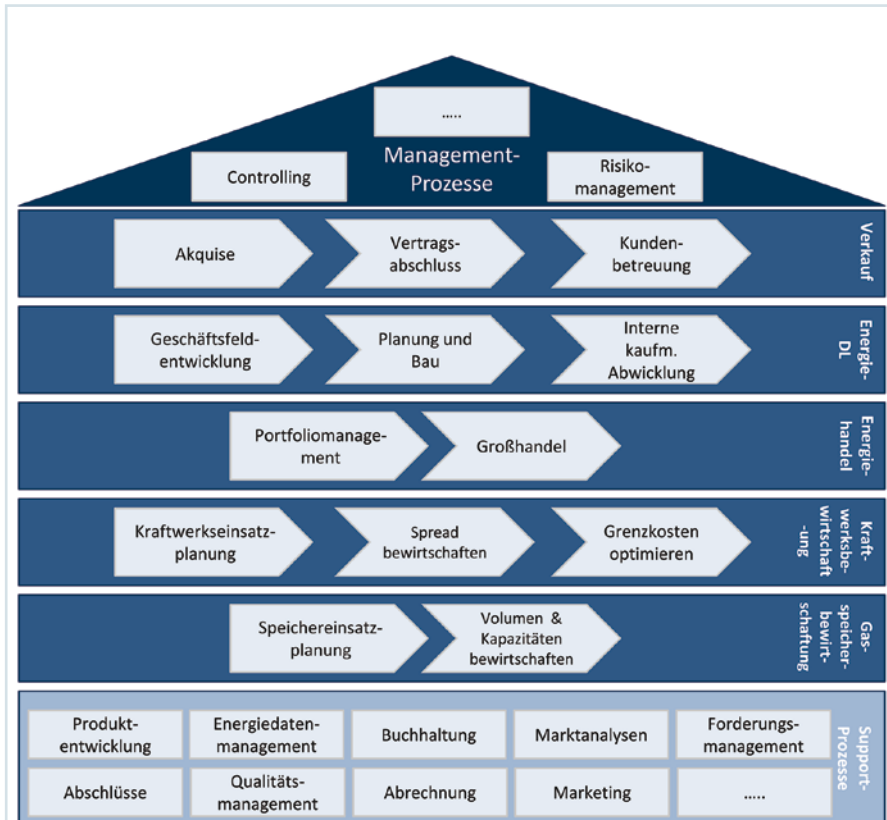 .....
Management-
Prozesse
Controlling
Risiko-
management
Akquise
Vertrags-
abschluss
Kunden-
betreuung
Verkauf
Geschäftsfeld-
entwicklung
Planung und
Bau
Interne
kaufm.
Abwicklung
Energie-
DL
Portfoliomanage-
ment
Großhandel
Energie-
handel
Kraftwerkseinsatz-
planung
Spread
bewirtschaften
Grenzkosten
optimieren
Kraft-
werksbe-
wirtschaft
-ung
Speichereinsatz-
planung
Volumen &
Kapazitäten
bewirtschaften
Gas-
speicher-
bewirt-
schaftung
Produkt-
entwicklung
Energiedaten-
management
Buchhaltung
Marktanalysen
Forderungs-
management
Abschlüsse
Qualitäts-
management
Abrechnung
Marketing
.....
Support-
Prozesse